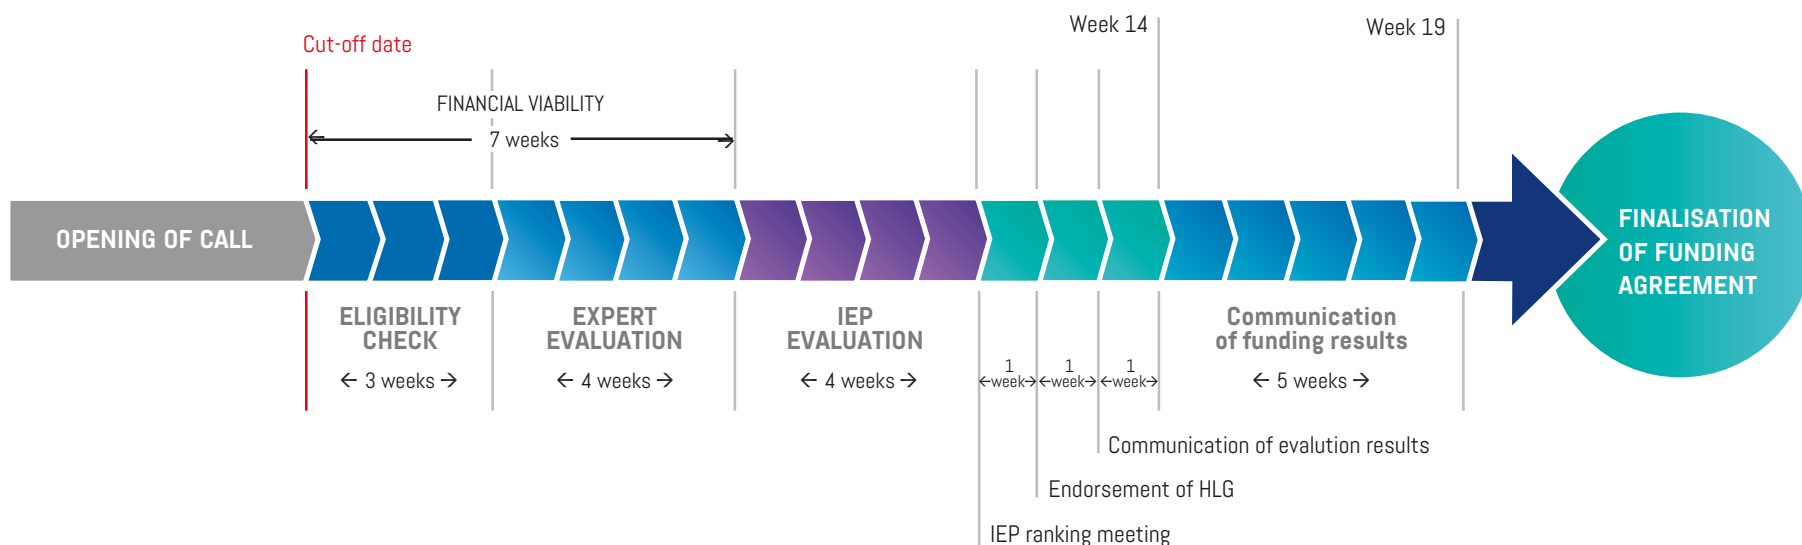 Week 14
Week 19
Cut-off date
FINANCIAL VIABILITY
7 weeks
OPENING OF CALL
FINALISATION
OF FUNDING
AGREEMENT
ELIGIBILITY
CHECK
← 3 weeks →
EXPERT
EVALUATION
← 4 weeks →
IEP
EVALUATION
← 4 weeks →
1
←week→
1
←week→
1
←week→
Communication
of funding results
← 5 weeks →
Communication of evalution results
Endorsement of HLG
IEP ranking meeting